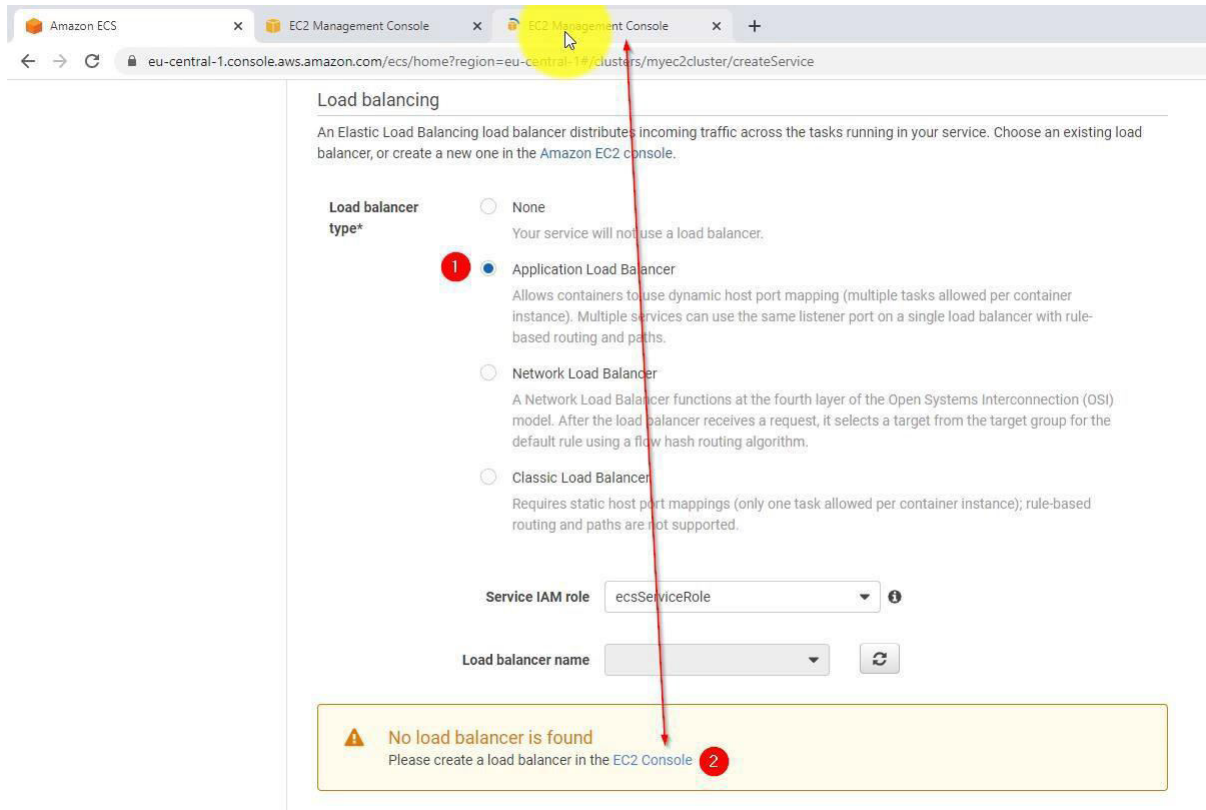 Amazon ECS
EC2 Management Console
EC2 Management Console
eu-central-1.console.aws.amazon.com/ecs/home?region=eu-central-1#/clusters/myec2cluster/createService
Load balancing
An Elastic Load Balancing load balancer distributes incoming traffic across the tasks running in your service. Choose an existing load
balancer, or create a new one in the Amazon EC2 console.
Load balancer
type*
None
Your service will not use a load balancer.
1
Application Load Balancer
Allows containers to use dynamic host port mapping (multiple tasks allowed per container
instance). Multiple services can use the same listener port on a single load balancer with rule-
based routing and paths.
Network Load Balancer
A Network Load Balancer functions at the fourth layer of the Open Systems Interconnection (OSI)
model. After the load balancer receives a request, it selects a target from the target group for the
default rule using a flow hash routing algorithm.
Classic Load Balancer
Requires static host port mappings (only one task allowed per container instance); rule-based
routing and paths are not supported.
Service IAM role
ecsServiceRole
Load balancer name
No load balancer is found
Please create a load balancer in the EC2 Console 2